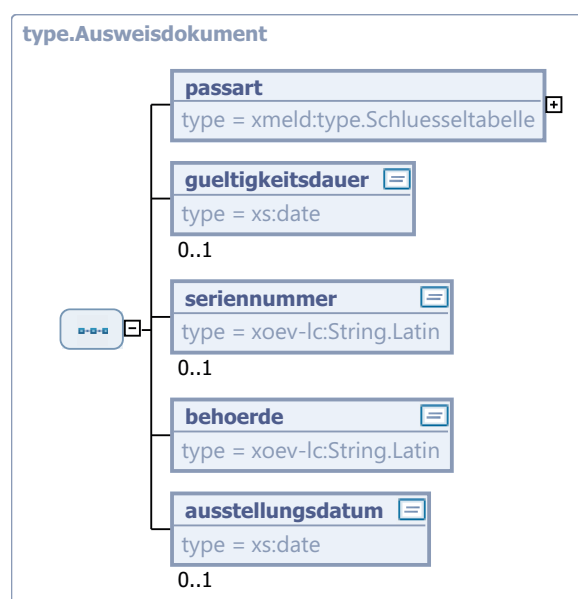 type.Ausweisdokument
passart
type = xmeld:type.Schluesseltabelle
gueltigkeitsdauer
type = xs:date
0..1
seriennummer
type = xoev-lc:String.Latin
0..1
behoerde
type = xoev-lc:String.Latin
ausstellungsdatum
type = xs:date
0..1